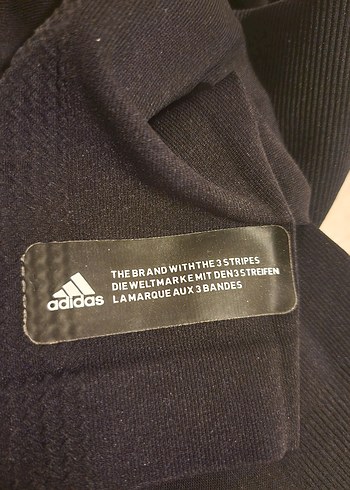 adidas
THE BRAND WITH THE 3 STRIPES
DIE WELTMARKE MIT DEN 3 STREIFEN
LA MARQUE AUX 3 BANDES